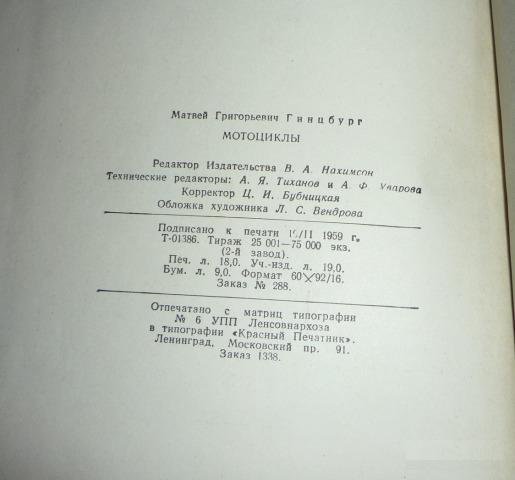 Матвей Григорьевич Гинцбург
МОТОЦИКЛЫ
Редактор Издательства В. А. Нахимсон
Технические редакторы: А. Я. Тиханов и А. Ф. Уварова
Корректор Ц. И. Бубницкая
Обложка художника Л. С. Вендрова
Подписано к печати 1959 г.
Т-01386. Тираж 25 001—75 000 экз.
(2-й завод).
Печ. л. 18,0. Уч.-изд. л. 19,0.
Бум. л. 9,0. Формат 60×92/16.
Заказ № 288.
Отпечатано с матриц типографии
№ 6 УПП Ленсовнархоза
в типографии «Красный Печатник».
Ленинград, Московский пр. 91.
Заказ 1338.